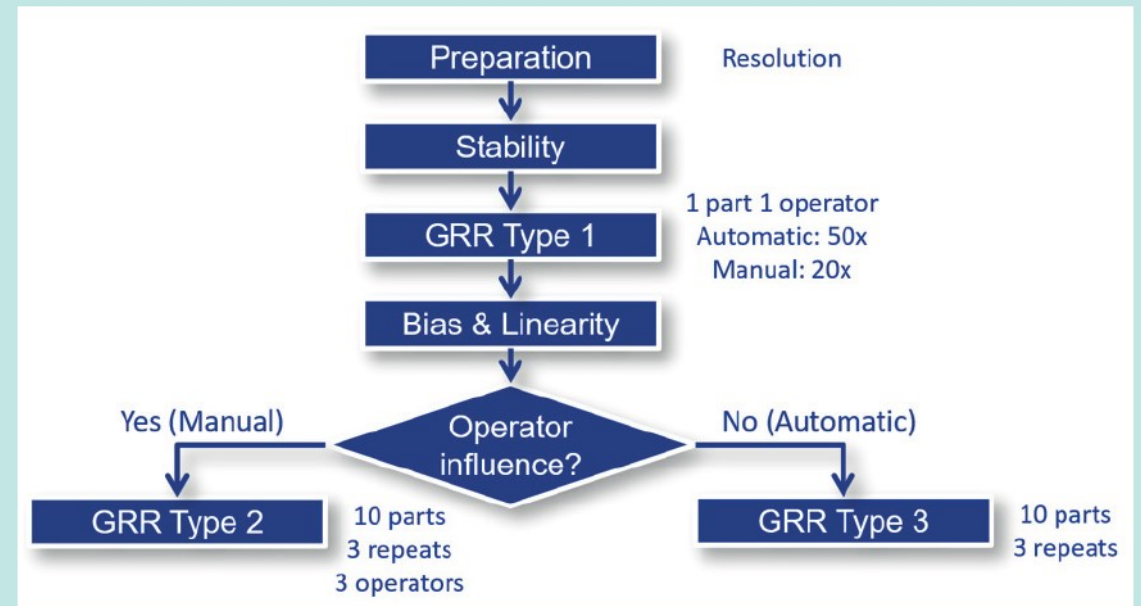 Preparation
Resolution
Stability
GRR Type 1
1 part 1 operator
Automatic: 50x
Manual: 20x
Bias & Linearity
Operator
influence?
Yes (Manual)
No (Automatic)
GRR Type 2
10 parts
3 repeats
3 operators
GRR Type 3
10 parts
3 repeats